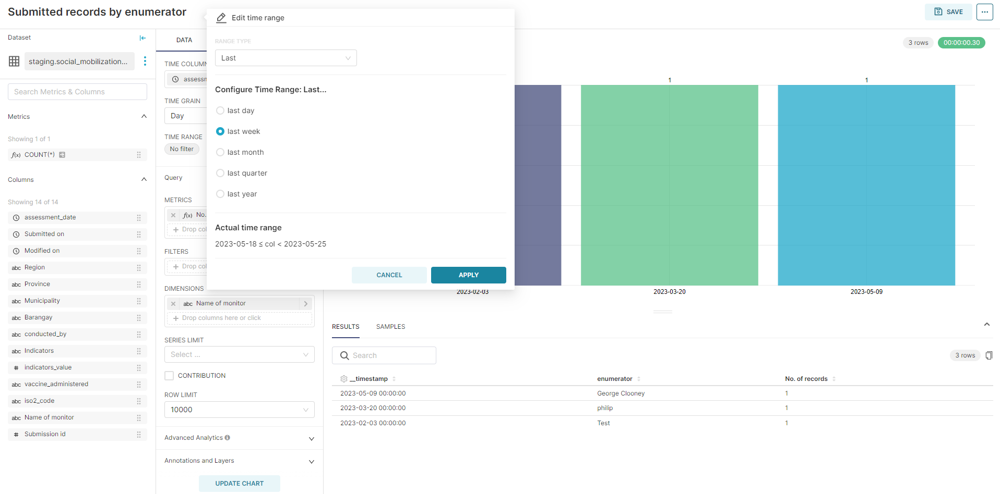 Submitted records by enumerator
SAVE
...
Dataset
staging.social_mobilization...
Search Metrics & Columns
Metrics
Showing 1 of 1
f(x) COUNT(*)
Columns
Showing 14 of 14
assessment_date
Submitted on
Modified on
abc Region
abc Province
abc Municipality
abc Barangay
abc conducted_by
abc Indicators
# indicators_value
abc vaccine_administered
abc iso2_code
abc Name of monitor
# Submission id
DATA
TIME COLUMN
assessm
TIME GRAIN
Day
TIME RANGE
No filter
Query
METRICS
f(x) No.
+ Drop col
FILTERS
+ Drop col
DIMENSIONS
abc Name of monitor
+ Drop columns here or click
SERIES LIMIT
Select ...
CONTRIBUTION
ROW LIMIT
10000
Advanced Analytics
Annotations and Layers
UPDATE CHART
Edit time range
RANGE TYPE
Last
Configure Time Range: Last...
last day
last week
last month
last quarter
last year
Actual time range
2023-05-18 ≤ col < 2023-05-25
CANCEL
APPLY
3 rows
00:00:00.30
1
1
2023-02-03
2023-03-20
2023-05-09
RESULTS
SAMPLES
Search
3 rows
__timestamp enumerator No. of records
2023-05-09 00:00:00 George Clooney 1
2023-03-20 00:00:00 philip 1
2023-02-03 00:00:00 Test 1